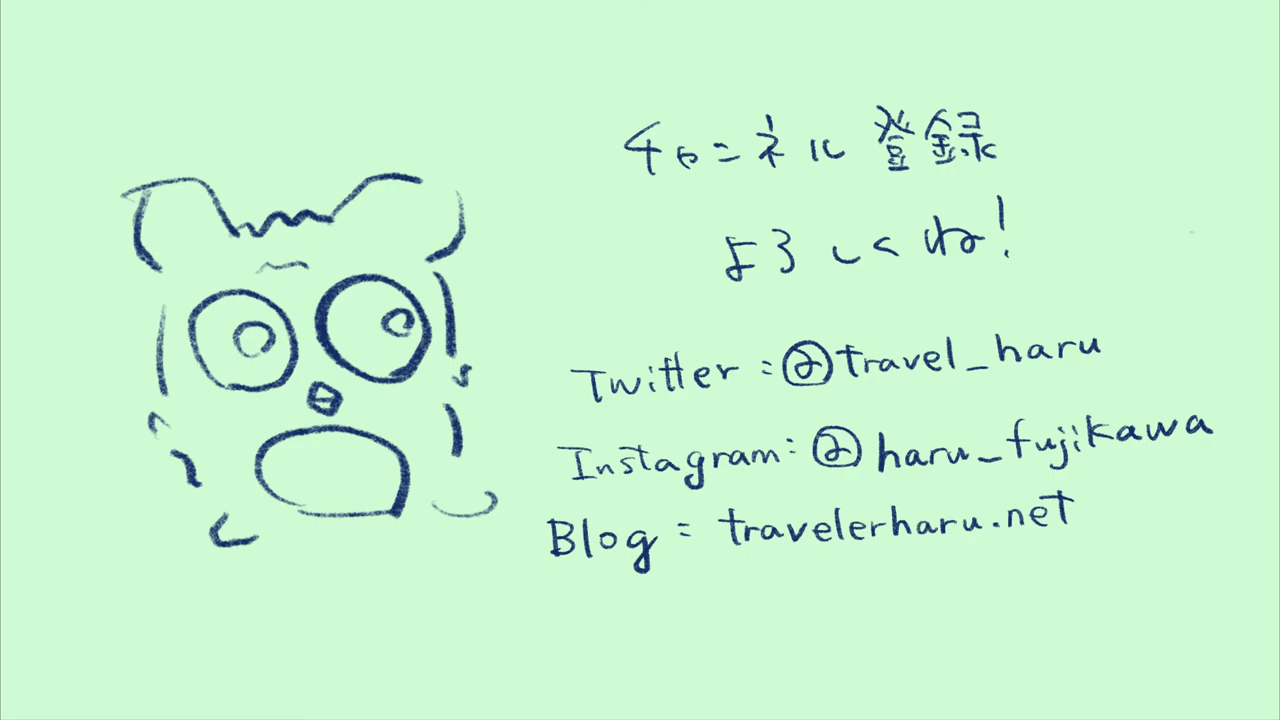 チャンネル登録
よろしくね!
Twitter:@travel_haru
Instagram:@haru_fujikawa
Blog:travelerharu.net